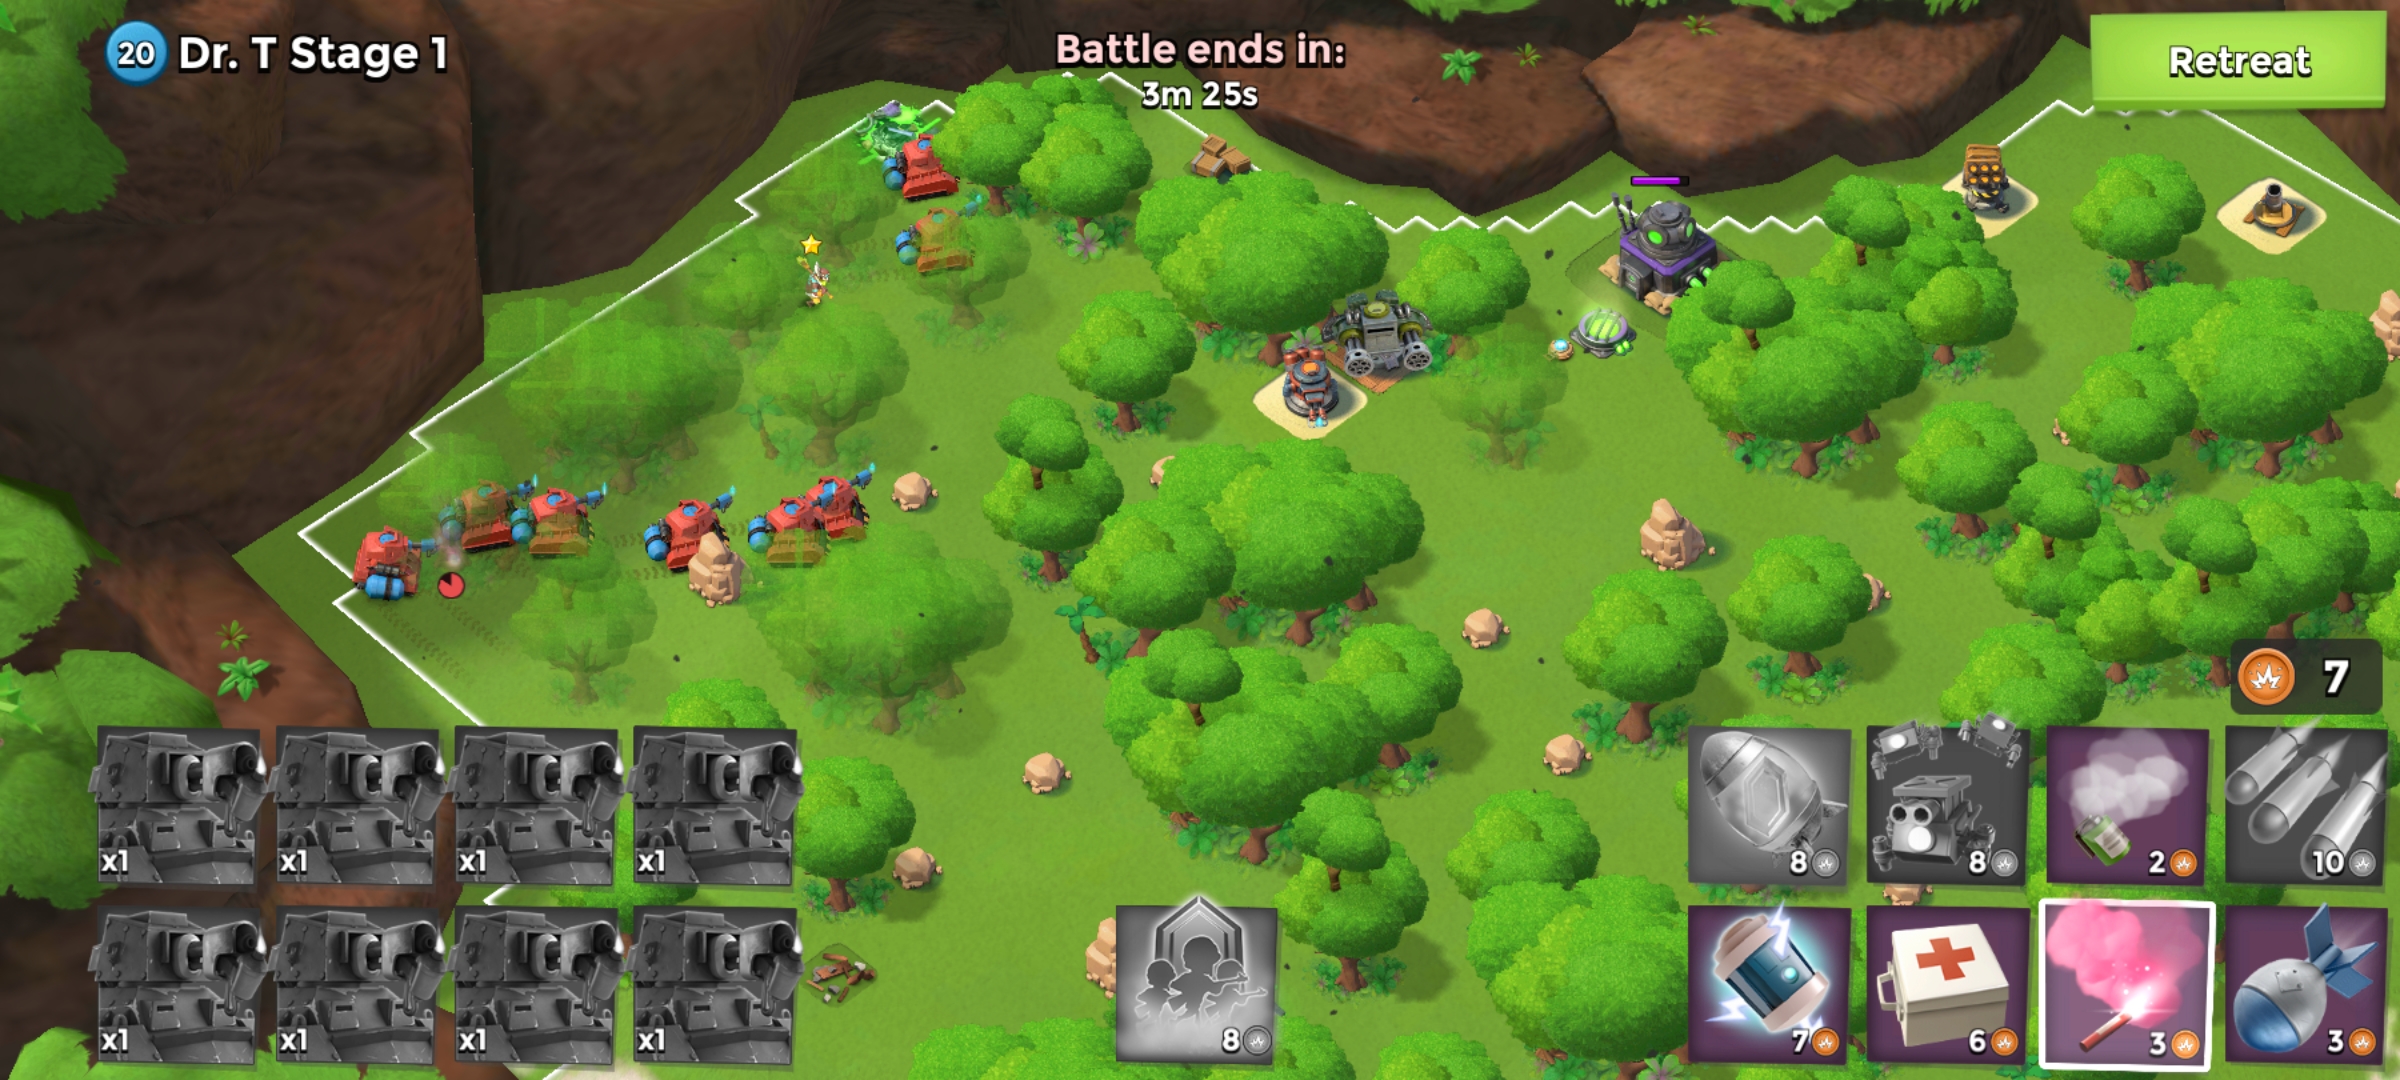 20 Dr. T Stage 1
Battle ends in:
3m 25s
Retreat
7
x1 x1 x1 x1
8 8 2 10
x1 x1 x1 x1
8
7 6 3 3